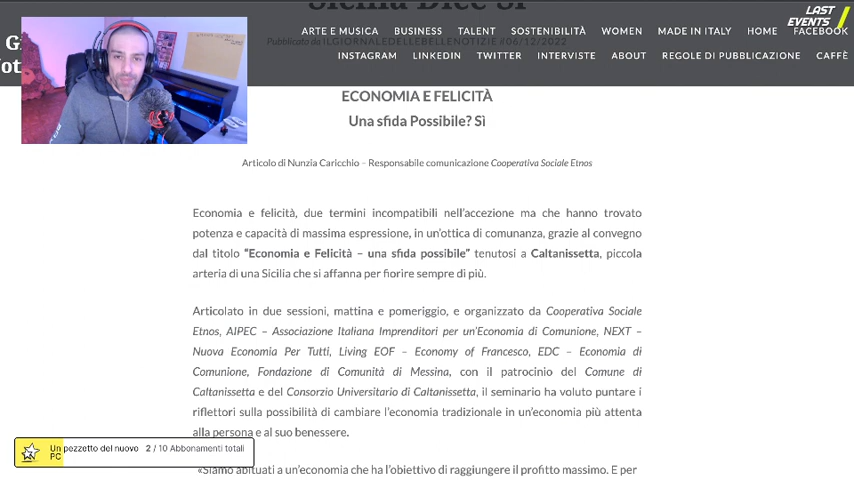 Sicilia Dice Sì
Pubblicato da ILGIORNALEDELLEBELLENOTIZIE #06/12/2022
LAST
EVENTS
ARTE E MUSICA BUSINESS TALENT SOSTENIBILITÀ WOMEN MADE IN ITALY HOME FACEBOOK
INSTAGRAM LINKEDIN TWITTER INTERVISTE ABOUT REGOLE DI PUBBLICAZIONE CAFFÈ
ECONOMIA E FELICITÀ
Una sfida Possibile? Sì
Articolo di Nunzia Caricchio – Responsabile comunicazione Cooperativa Sociale Etnos
Economia e felicità, due termini incompatibili nell’accezione ma che hanno trovato
potenza e capacità di massima espressione, in un’ottica di comunanza, grazie al convegno
dal titolo “Economia e Felicità – una sfida possibile” tenutosi a Caltanissetta, piccola
arteria di una Sicilia che si affanna per fiorire sempre di più.
Articolato in due sessioni, mattina e pomeriggio, e organizzato da Cooperativa Sociale
Etnos, AIPEC – Associazione Italiana Imprenditori per un’Economia di Comunione, NEXT –
Nuova Economia Per Tutti, Living EOF – Economy of Francesco, EDC – Economia di
Comunione, Fondazione di Comunità di Messina, con il patrocinio del Comune di
Caltanissetta e del Consorzio Universitario di Caltanissetta, il seminario ha voluto puntare i
riflettori sulla possibilità di cambiare l’economia tradizionale in un’economia più attenta
alla persona e al suo benessere.
Un pezzetto del nuovo PC 2 / 10 Abbonamenti totali
«Siamo abituati a un’economia che ha l’obiettivo di raggiungere il profitto massimo. E per